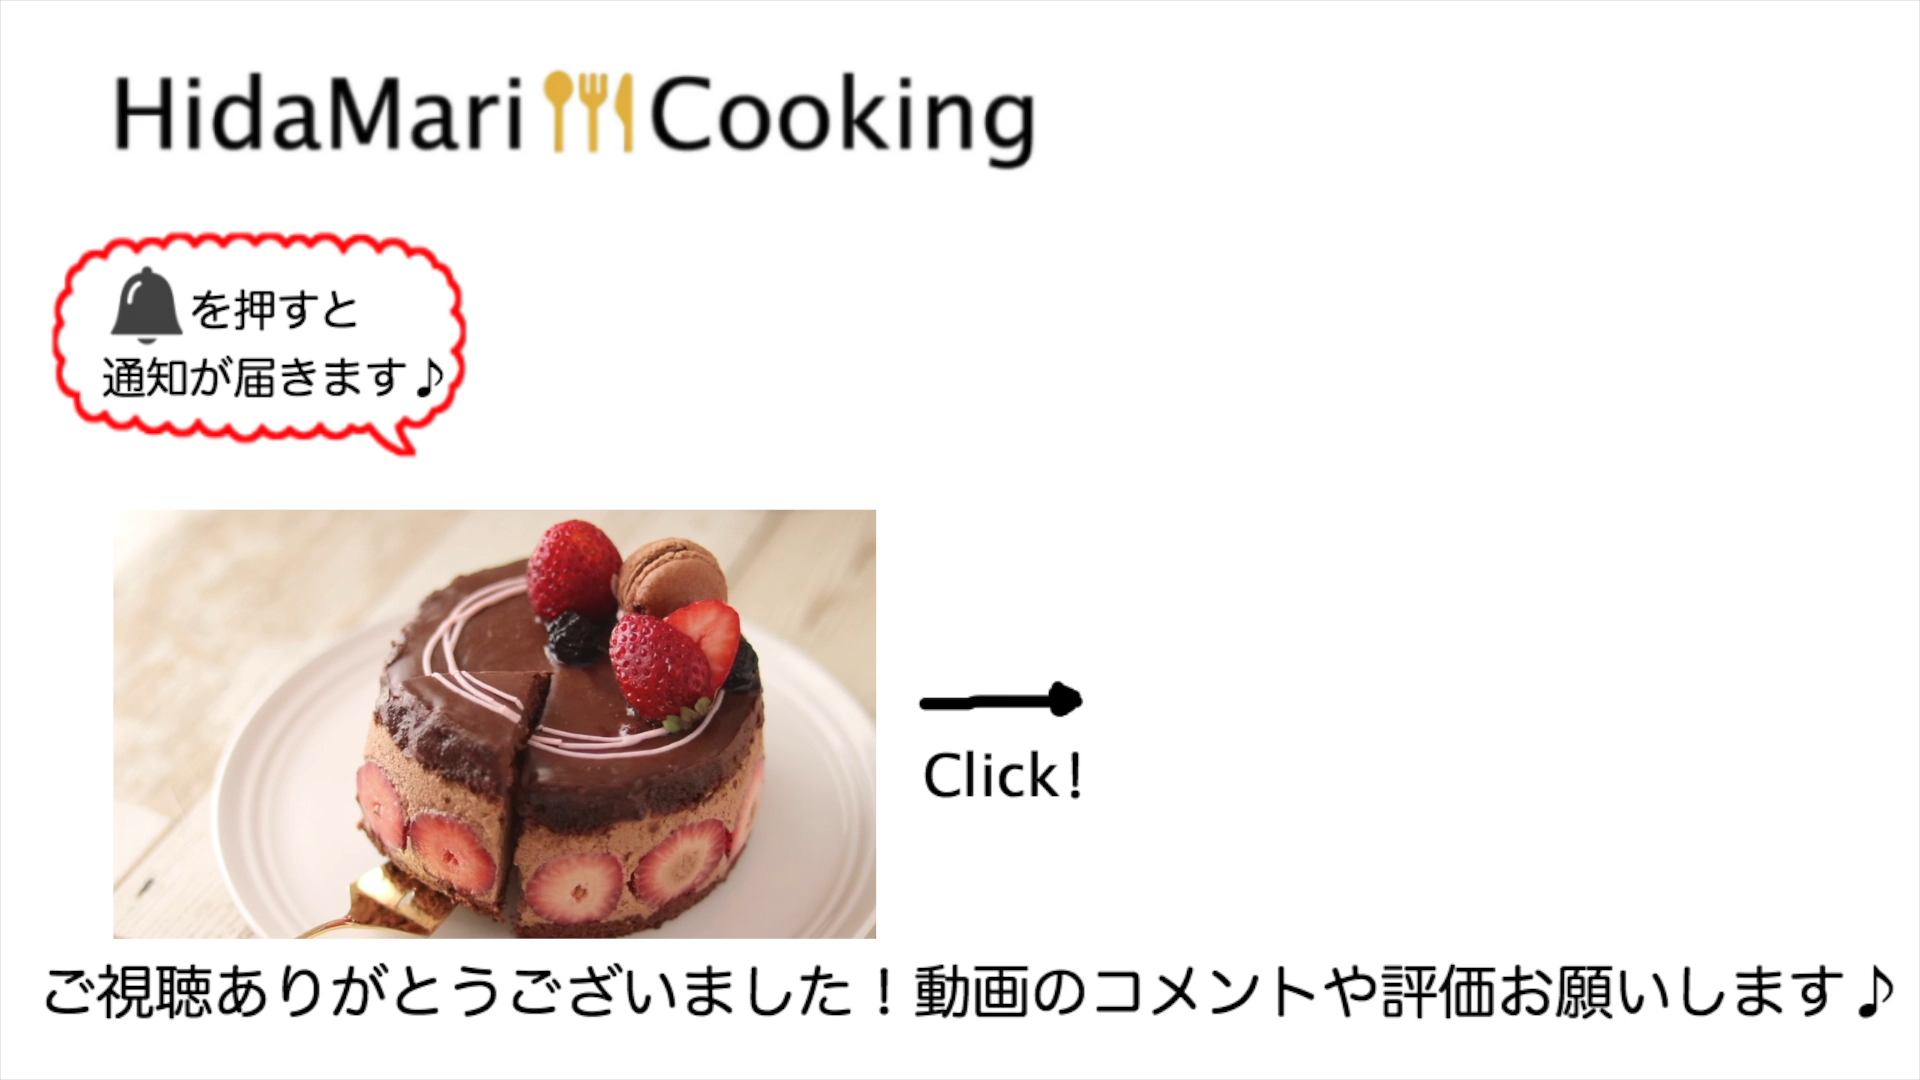 HidaMari Cooking
を押すと
通知が届きます♪
Click!
ご視聴ありがとうございました！動画のコメントや評価お願いします♪